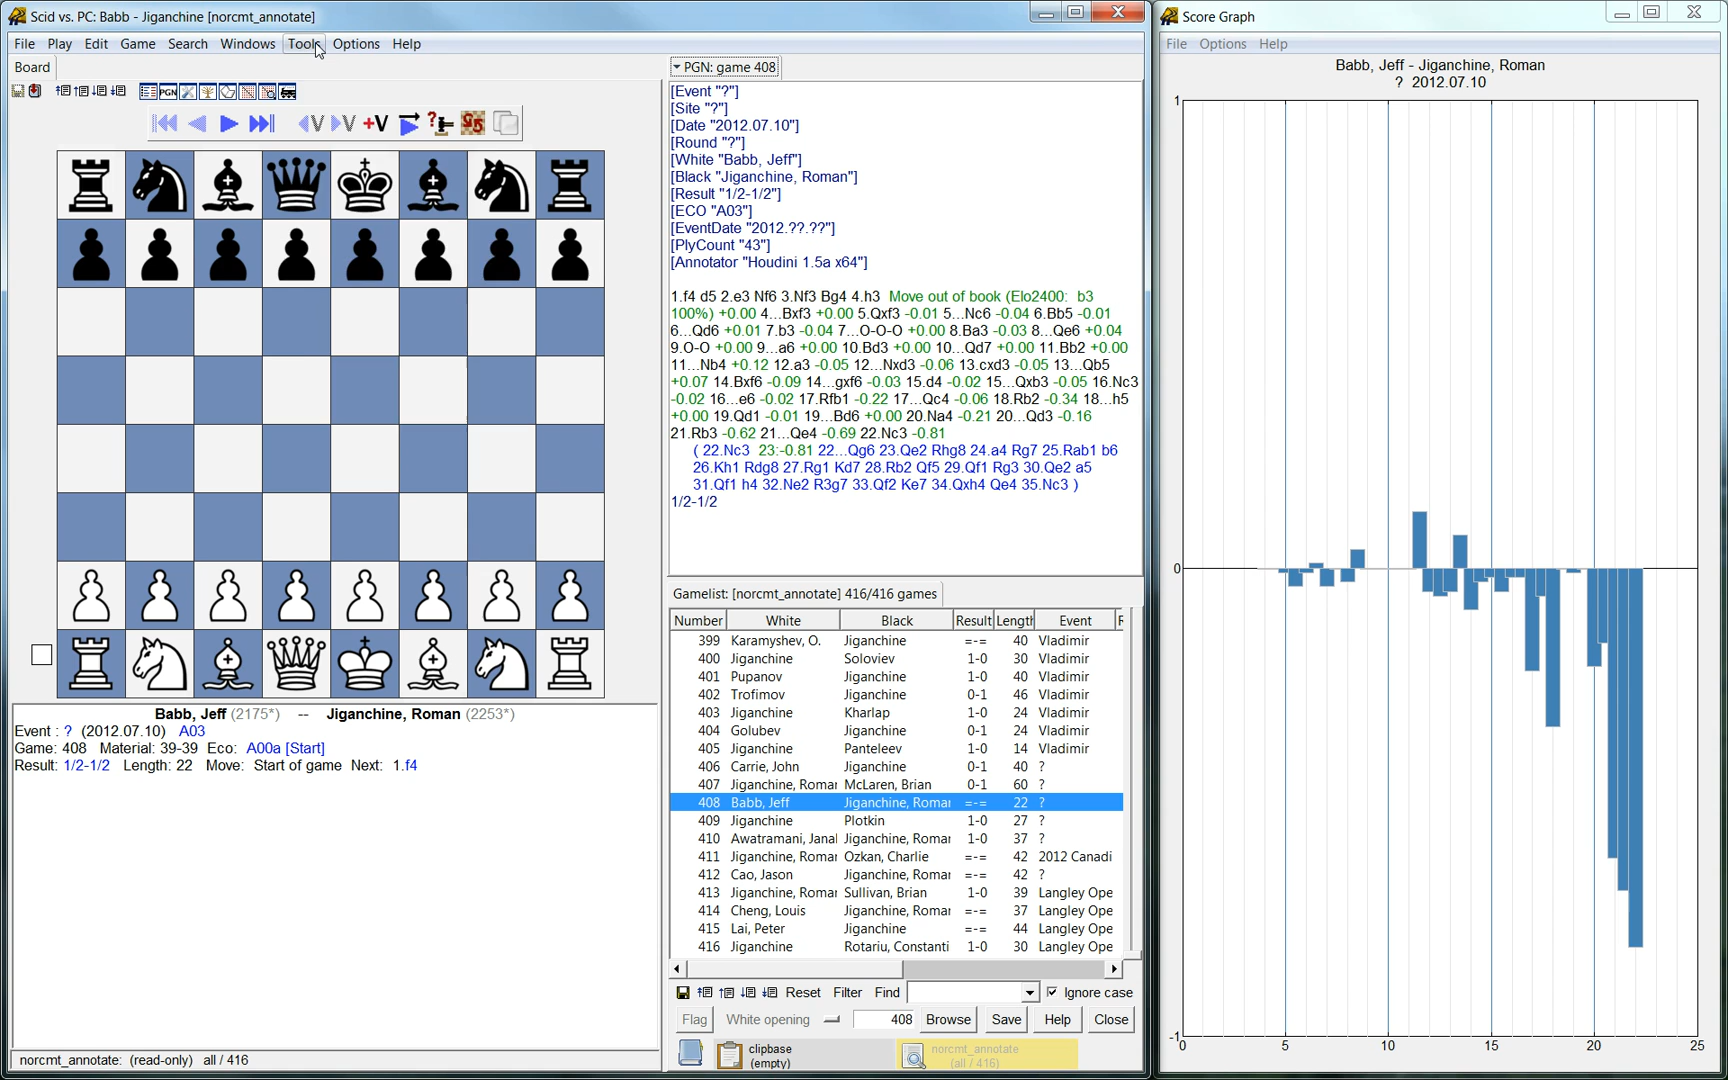 Scid vs. PC: Babb - Jiganchine [norcmt_annotate]
File Play Edit Game Search Windows Tools Options Help
Board
PGN
V V +V
Babb, Jeff (2175*) -- Jiganchine, Roman (2253*)
Event : ? (2012.07.10) A03
Game: 408 Material: 39-39 Eco: A00a [Start]
Result: 1/2-1/2 Length: 22 Move: Start of game Next: 1.f4
norcmt_annotate: (read-only) all / 416
PGN: game 408
[Event "?"]
[Site "?"]
[Date "2012.07.10"]
[Round "?"]
[White "Babb, Jeff"]
[Black "Jiganchine, Roman"]
[Result "1/2-1/2"]
[ECO "A03"]
[EventDate "2012.??.??"]
[PlyCount "43"]
[Annotator "Houdini 1.5a x64"]
1.f4 d5 2.e3 Nf6 3.Nf3 Bg4 4.h3 Move out of book (Elo2400: b3
100%) +0.00 4...Bxf3 +0.00 5.Qxf3 -0.01 5...Nc6 -0.04 6.Bb5 -0.01
6...Qd6 +0.01 7.b3 -0.04 7...O-O-O +0.00 8.Ba3 -0.03 8...Qe6 +0.04
9.O-O +0.00 9...a6 +0.00 10.Bd3 +0.00 10...Qd7 +0.00 11.Bb2 +0.00
11...Nb4 +0.12 12.a3 -0.05 12...Nxd3 -0.06 13.cxd3 -0.05 13...Qb5
+0.07 14.Bxf6 -0.09 14...gxf6 -0.03 15.d4 -0.02 15...Qxb3 -0.05 16.Nc3
-0.02 16...e6 -0.02 17.Rfb1 -0.22 17...Qc4 -0.06 18.Rb2 -0.34 18...h5
+0.00 19.Qd1 -0.01 19...Bd6 +0.00 20.Na4 -0.21 20...Qd3 -0.16
21.Rb3 -0.62 21...Qe4 -0.69 22.Nc3 -0.81
( 22.Nc3 23:-0.81 22...Qg6 23.Qe2 Rhg8 24.a4 Rg7 25.Rab1 b6
26.Kh1 Rdg8 27.Rg1 Kd7 28.Rb2 Qf5 29.Qf1 Rg3 30.Qe2 a5
31.Qf1 h4 32.Ne2 R3g7 33.Qf2 Ke7 34.Qxh4 Qe4 35.Nc3 )
1/2-1/2
Gamelist: [norcmt_annotate] 416/416 games
Number White Black Result Length Event R
399 Karamyshev, O. Jiganchine =-= 40 Vladimir
400 Jiganchine Soloviev 1-0 30 Vladimir
401 Pupanov Jiganchine 1-0 40 Vladimir
402 Trofimov Jiganchine 0-1 46 Vladimir
403 Jiganchine Kharlap 1-0 24 Vladimir
404 Golubev Jiganchine 0-1 24 Vladimir
405 Jiganchine Panteleev 1-0 14 Vladimir
406 Carrie, John Jiganchine 0-1 40 ?
407 Jiganchine, Romar McLaren, Brian 0-1 60 ?
408 Babb, Jeff Jiganchine, Romar =-= 22 ?
409 Jiganchine Plotkin 1-0 27 ?
410 Awatramani, Janal Jiganchine, Romar 1-0 37 ?
411 Jiganchine, Romar Ozkan, Charlie =-= 42 2012 Canadi
412 Cao, Jason Jiganchine, Romar =-= 42 ?
413 Jiganchine, Romar Sullivan, Brian 1-0 39 Langley Ope
414 Cheng, Louis Jiganchine, Romar =-= 37 Langley Ope
415 Lai, Peter Jiganchine =-= 44 Langley Ope
416 Jiganchine Rotariu, Constanti 1-0 30 Langley Ope
Reset Filter Find Ignore case
Flag White opening 408 Browse Save Help Close
clipbase
(empty)
norcmt_annotate
(all / 416)
Score Graph
File Options Help
Babb, Jeff - Jiganchine, Roman
? 2012.07.10
1
0
-1
0 5 10 15 20 25